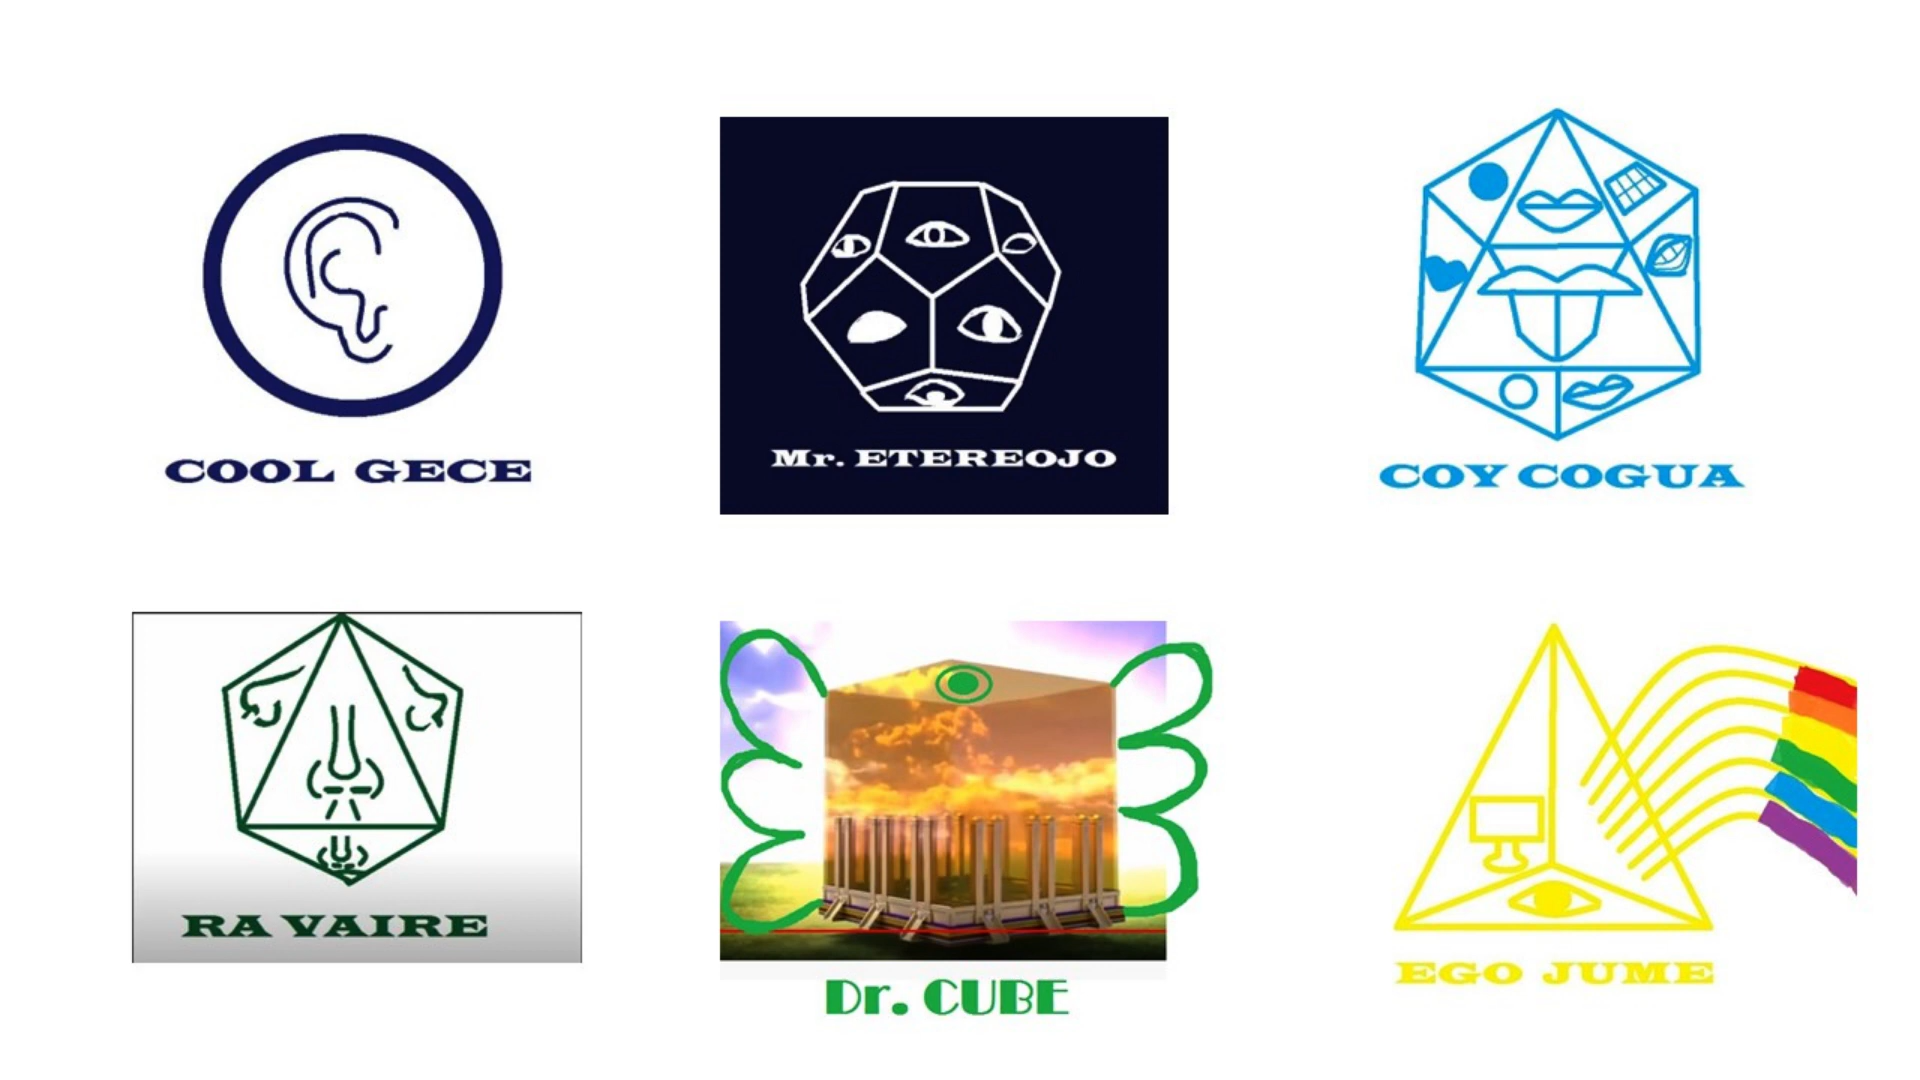 COOL GECE
Mr. ETEREOJO
COY COGUA
RA VAIRE
Dr. CUBE
EGO JUME